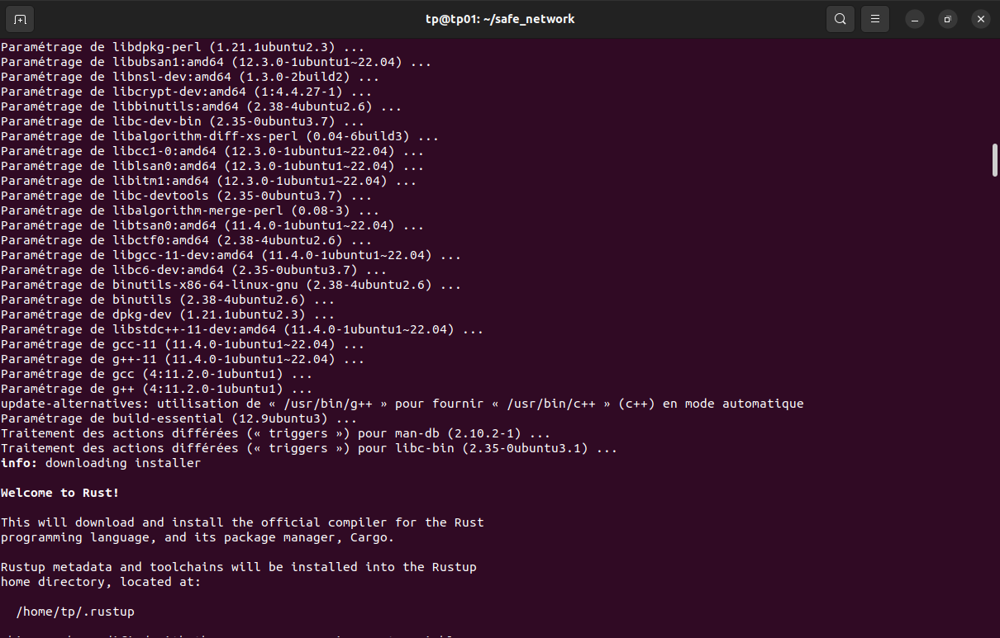 tp@tp01: ~/safe_network
Paramétrage de libdpkg-perl (1.21.1ubuntu2.3) ...
Paramétrage de libubsan1:amd64 (12.3.0-1ubuntu1~22.04) ...
Paramétrage de libnsl-dev:amd64 (1.3.0-2build2) ...
Paramétrage de libcrypt-dev:amd64 (1:4.4.27-1) ...
Paramétrage de libbinutils:amd64 (2.38-4ubuntu2.6) ...
Paramétrage de libc-dev-bin (2.35-0ubuntu3.7) ...
Paramétrage de libalgorithm-diff-xs-perl (0.04-6build3) ...
Paramétrage de libcc1-0:amd64 (12.3.0-1ubuntu1~22.04) ...
Paramétrage de liblsan0:amd64 (12.3.0-1ubuntu1~22.04) ...
Paramétrage de libitm1:amd64 (12.3.0-1ubuntu1~22.04) ...
Paramétrage de libc-devtools (2.35-0ubuntu3.7) ...
Paramétrage de libalgorithm-merge-perl (0.08-3) ...
Paramétrage de libtsan0:amd64 (11.4.0-1ubuntu1~22.04) ...
Paramétrage de libctf0:amd64 (2.38-4ubuntu2.6) ...
Paramétrage de libgcc-11-dev:amd64 (11.4.0-1ubuntu1~22.04) ...
Paramétrage de libc6-dev:amd64 (2.35-0ubuntu3.7) ...
Paramétrage de binutils-x86-64-linux-gnu (2.38-4ubuntu2.6) ...
Paramétrage de binutils (2.38-4ubuntu2.6) ...
Paramétrage de dpkg-dev (1.21.1ubuntu2.3) ...
Paramétrage de libstdc++-11-dev:amd64 (11.4.0-1ubuntu1~22.04) ...
Paramétrage de gcc-11 (11.4.0-1ubuntu1~22.04) ...
Paramétrage de g++-11 (11.4.0-1ubuntu1~22.04) ...
Paramétrage de gcc (4:11.2.0-1ubuntu1) ...
Paramétrage de g++ (4:11.2.0-1ubuntu1) ...
update-alternatives: utilisation de « /usr/bin/g++ » pour fournir « /usr/bin/c++ » (c++) en mode automatique
Paramétrage de build-essential (12.9ubuntu3) ...
Traitement des actions différées (« triggers ») pour man-db (2.10.2-1) ...
Traitement des actions différées (« triggers ») pour libc-bin (2.35-0ubuntu3.1) ...
info: downloading installer
Welcome to Rust!
This will download and install the official compiler for the Rust
programming language, and its package manager, Cargo.
Rustup metadata and toolchains will be installed into the Rustup
home directory, located at:
/home/tp/.rustup